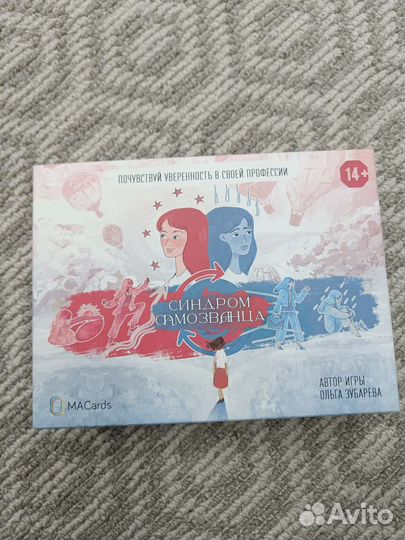 ПОЧУВСТВУЙ УВЕРЕННОСТЬ В СВОЕЙ ПРОФЕССИИ
14+
СИНДРОМ
САМОЗВАНЦА
АВТОР ИГРЫ
ОЛЬГА ЗУБАРЕВА
MACards
Avito